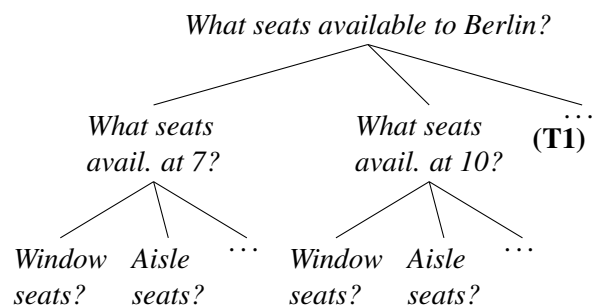 What seats available to Berlin?
What seats
avail. at 7?
What seats
avail. at 10?
...
(T1)
Window
seats?
Aisle
seats?
...
Window
seats?
Aisle
seats?
...